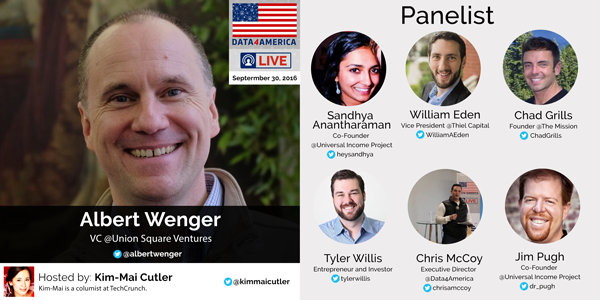 DATA4AMERICA
LIVE
Septermber 30, 2016
Albert Wenger
VC @Union Square Ventures
@albertwenger
Hosted by: Kim-Mai Cutler
Kim-Mai is a columist at TechCrunch.
@kimmaicutler
Panelist
Sandhya
Anantharaman
Co-Founder
@Universal Income Project
heysandhya
William Eden
Vice President @Thiel Capital
WilliamAEden
Chad Grills
Founder @The Mission
ChadGrills
Tyler Willis
Entrepreneur and Investor
tylerwillis
Chris McCoy
Executive Director
@Data4America
chrisamccoy
Jim Pugh
Co-Founder
@Universal Income Project
dr_pugh